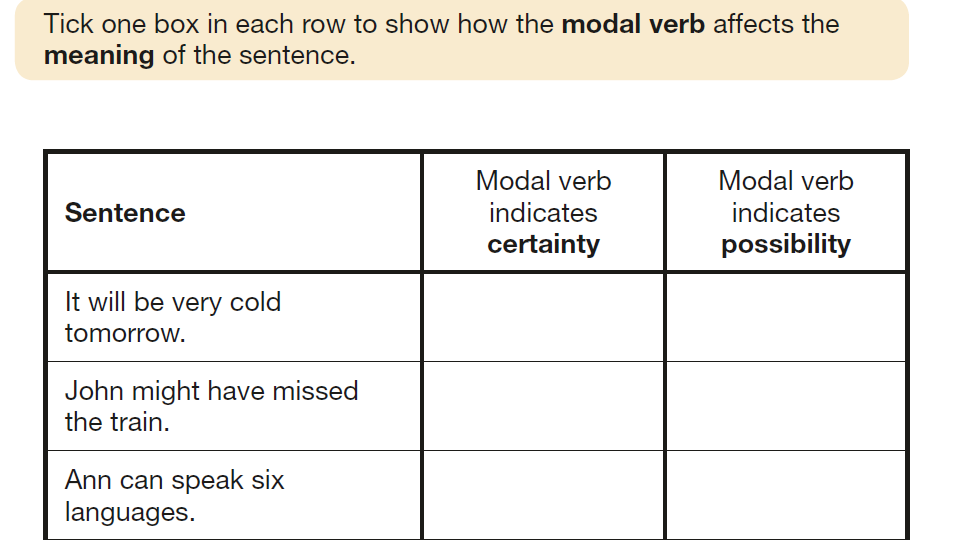 Tick one box in each row to show how the modal verb affects the
meaning of the sentence.
Sentence
Modal verb
indicates
certainty
Modal verb
indicates
possibility
It will be very cold
tomorrow.
John might have missed
the train.
Ann can speak six
languages.